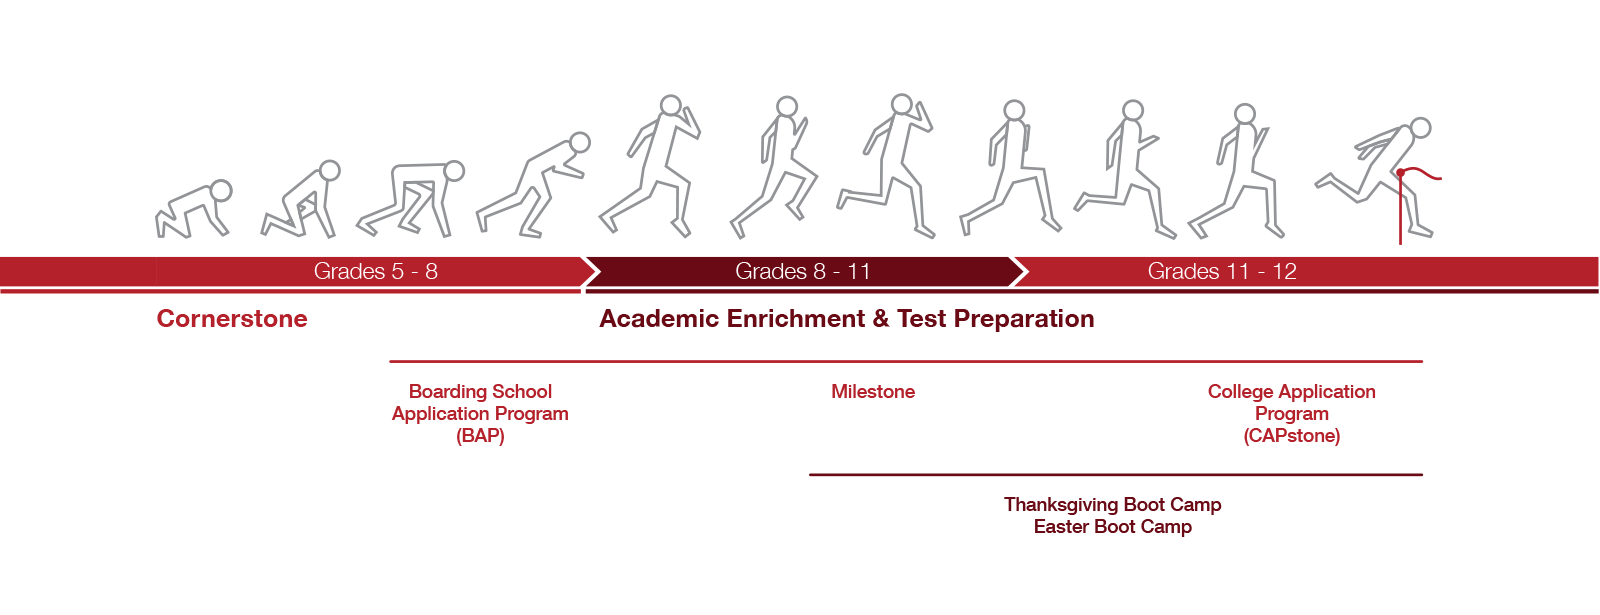 Grades 5 - 8
Grades 8 - 11
Grades 11 - 12
Cornerstone
Academic Enrichment & Test Preparation
Boarding School
Application Program
(BAP)
Milestone
College Application
Program
(CAPstone)
Thanksgiving Boot Camp
Easter Boot Camp